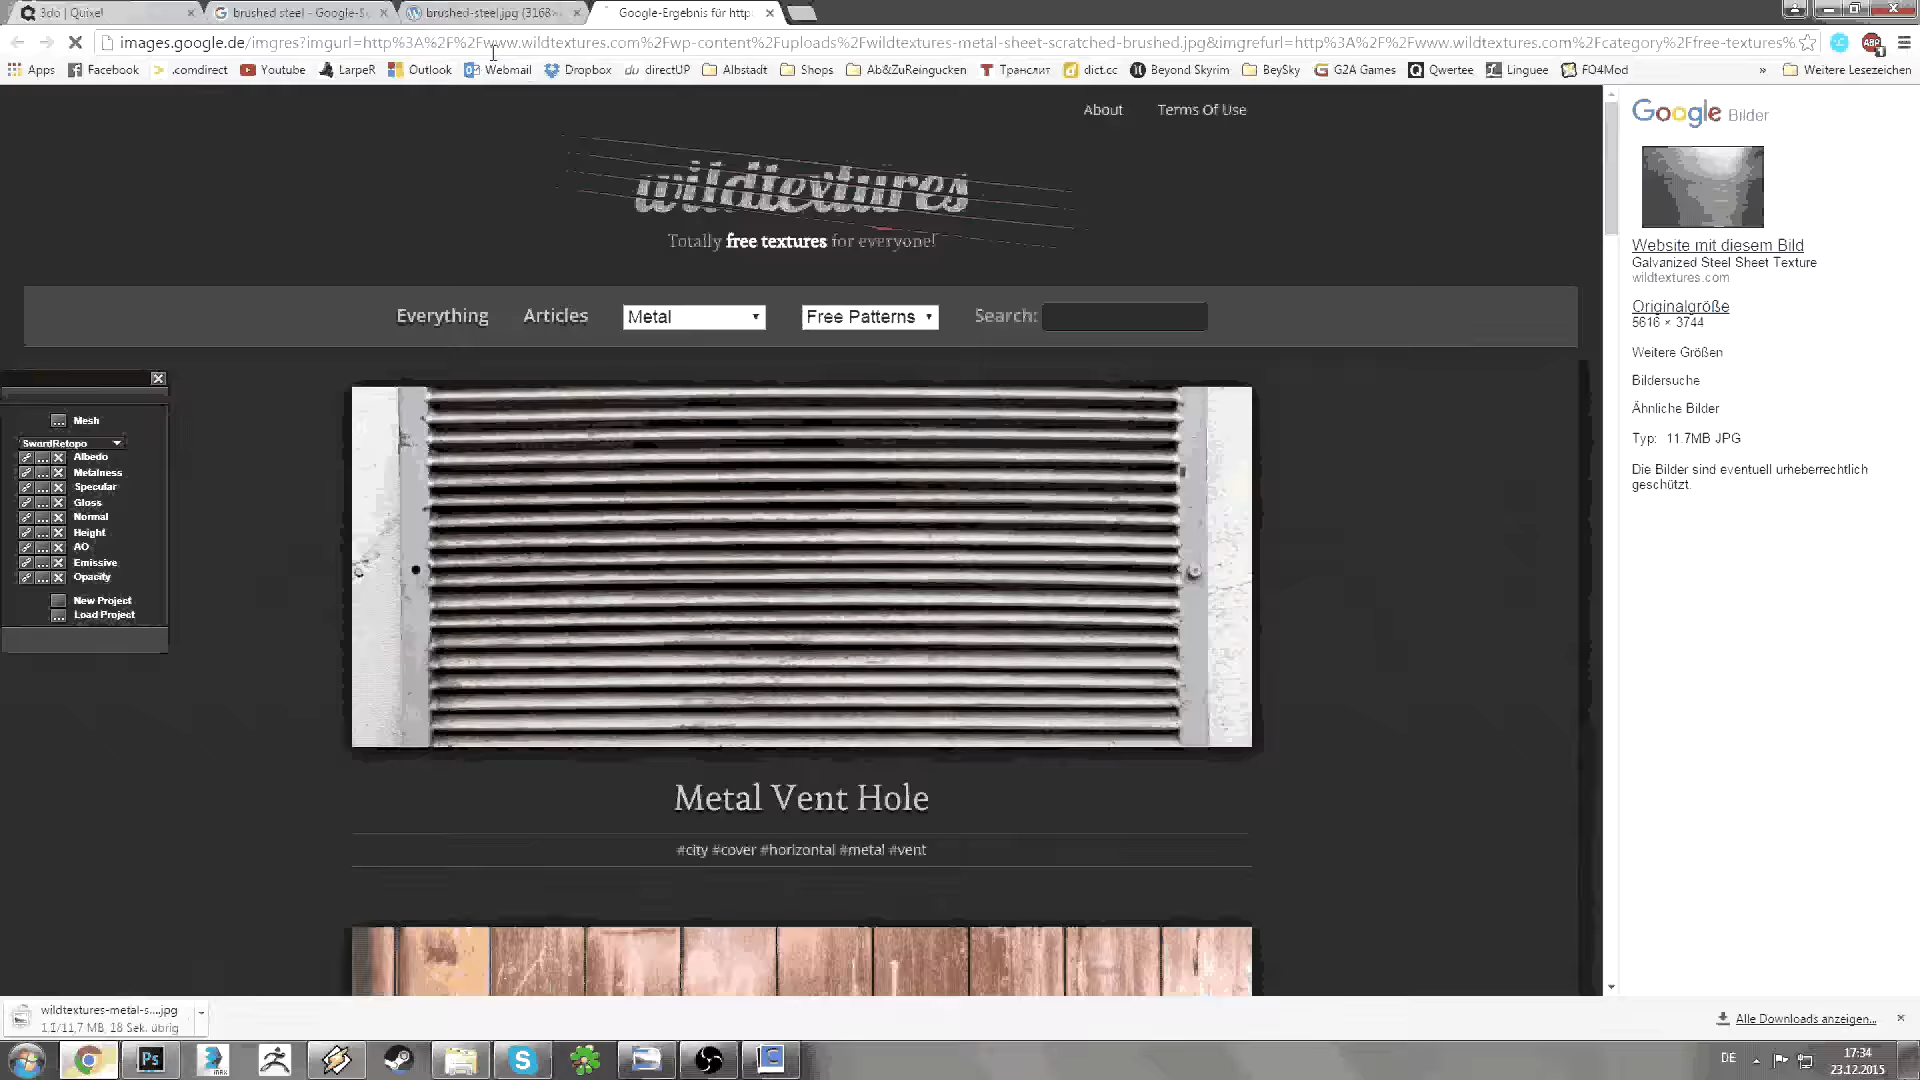 3do | Quixel
brushed steel - Google-S
brushed-steel.jpg (3168×
Google-Ergebnis für http
images.google.de/imgres?imgurl=http%3A%2F%2Fwww.wildtextures.com%2Fwp-content%2Fuploads%2Fwildtextures-metal-sheet-scratched-brushed.jpg&imgrefurl=http%3A%2F%2Fwww.wildtextures.com%2Fcategory%2Ffree-textures%
ABP
1
Apps
Facebook
.comdirect
Youtube
LarpeR
Outlook
Webmail
Dropbox
du directUP
Albstadt
Shops
Ab&ZuReingucken
Транслит
dict.cc
Beyond Skyrim
BeySky
G2A Games
Qwertee
Linguee
FO4Mod
»
Weitere Lesezeichen
About
Terms Of Use
wildtextures
Totally free textures for everyone!
Everything
Articles
Metal
Free Patterns
Search:
Google Bilder
Website mit diesem Bild
Galvanized Steel Sheet Texture
wildtextures.com
Originalgröße
5616 × 3744
Weitere Größen
Bildersuche
Ähnliche Bilder
Typ: 11.7MB JPG
Die Bilder sind eventuell urheberrechtlich
geschützt.
Mesh
SwordRetopo
Albedo
Metalness
Specular
Gloss
Normal
Height
AO
Emissive
Opacity
New Project
Load Project
Metal Vent Hole
#city #cover #horizontal #metal #vent
wildtextures-metal-s....jpg
1,1/11,7 MB, 18 Sek. übrig
Alle Downloads anzeigen...
Ps
DE
17:34
23.12.2015